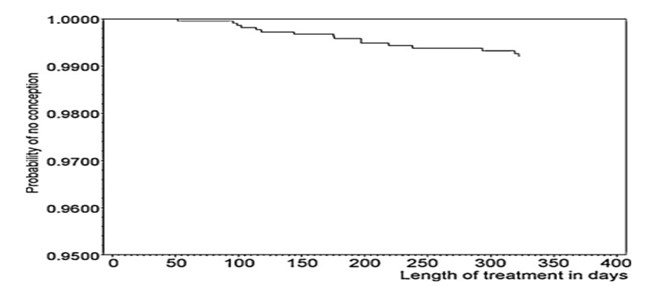 1.0000
0.9900
0.9800
0.9700
0.9600
0.9500
Probability of no conception
0 50 100 150 200 250 300 350 400
Length of treatment in days